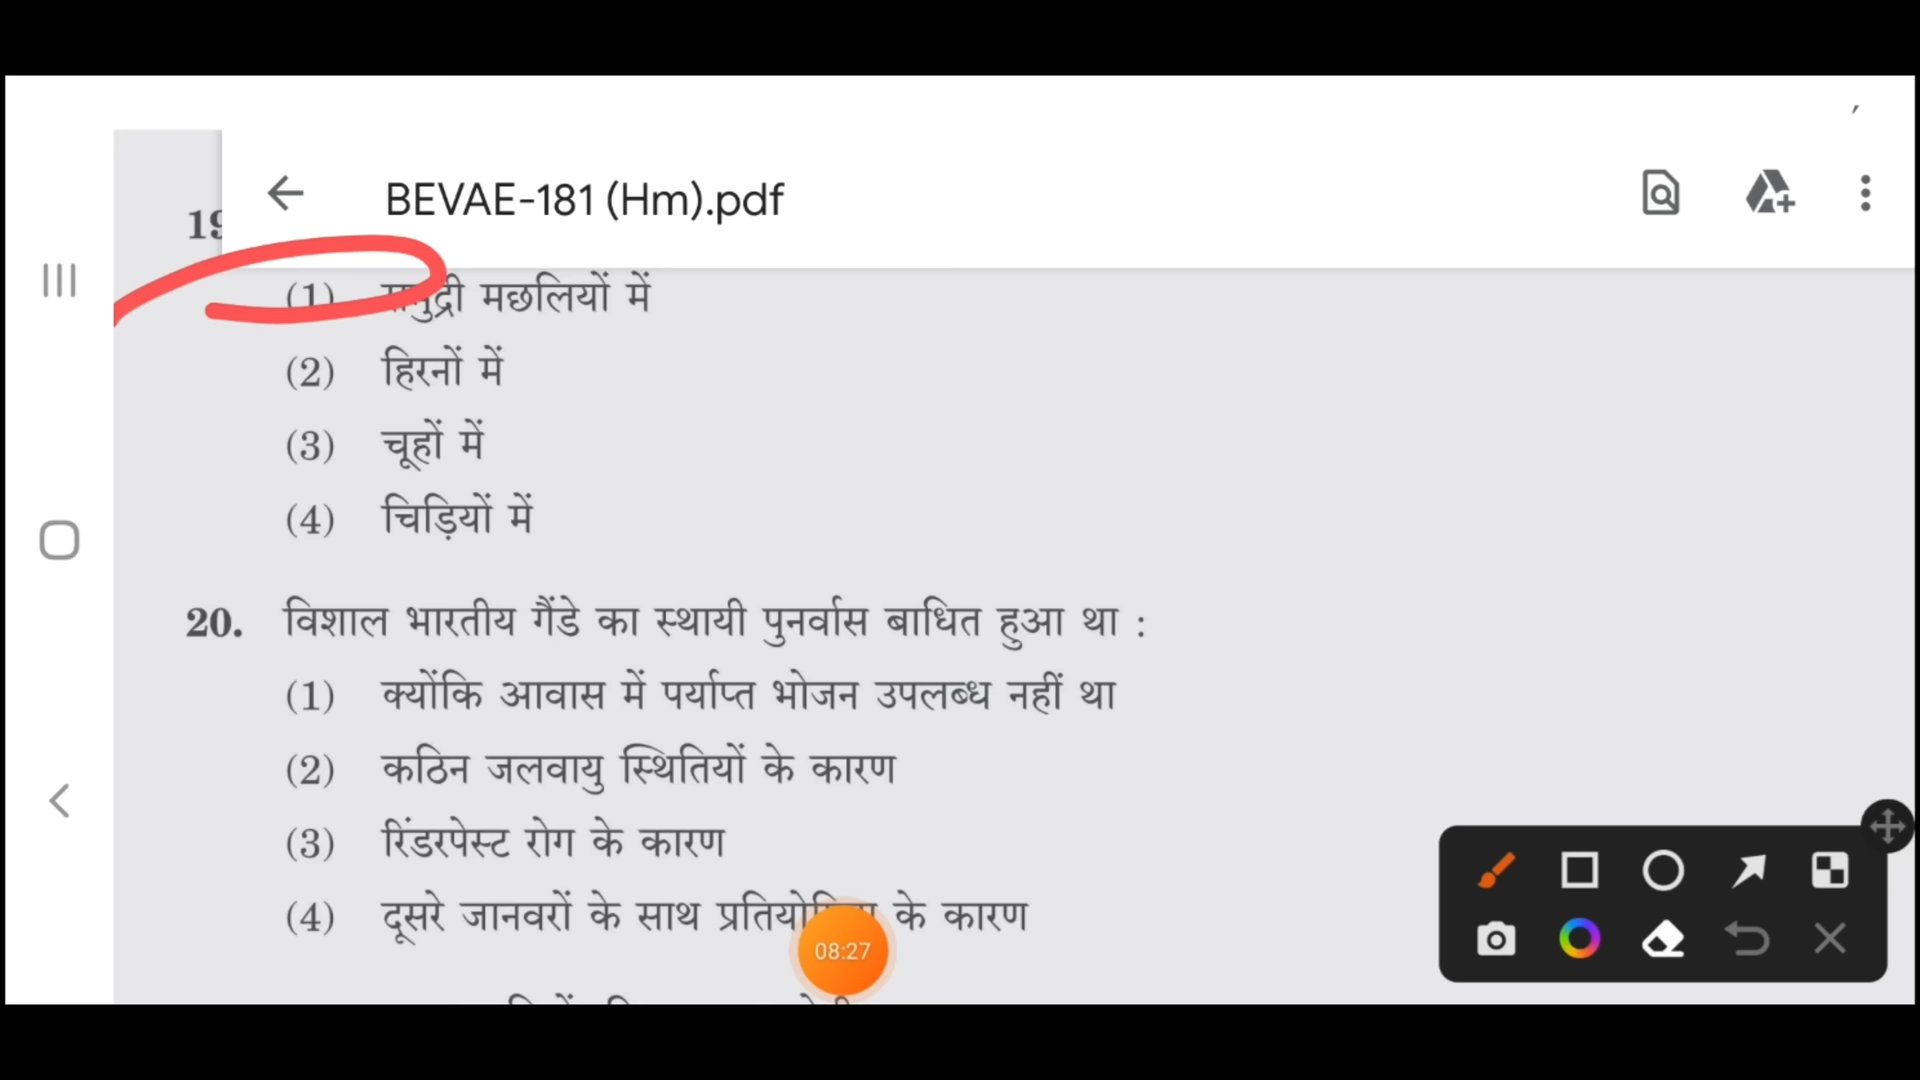 BEVAE-181 (Hm).pdf
19
(1) समुद्री मछलियों में
(2) हिरनों में
(3) चूहों में
(4) चिड़ियों में
20. विशाल भारतीय गैंडे का स्थायी पुनर्वास बाधित हुआ था :
(1) क्योंकि आवास में पर्याप्त भोजन उपलब्ध नहीं था
(2) कठिन जलवायु स्थितियों के कारण
(3) रिंडरपेस्ट रोग के कारण
(4) दूसरे जानवरों के साथ के कारण
08:27